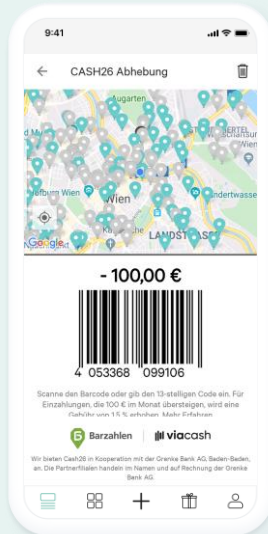 9:41
CASH26 Abhebung
Augarten
Wien
LANDSTRASSE
Google
- 100,00 €
4 053368 099106
Scanne den Barcode oder gib den 13-stelligen Code ein. Für
Einzahlungen, die 100 € im Monat übersteigen, wird eine
Gebühr von 1,5 % erhoben. Mehr Erfahren
Barzahlen viacash
Wir bieten Cash26 in Kooperation mit der Grenke Bank AG, Baden-Baden,
an. Die Partnerfilialen handeln im Namen und auf Rechnung der Grenke
Bank AG.